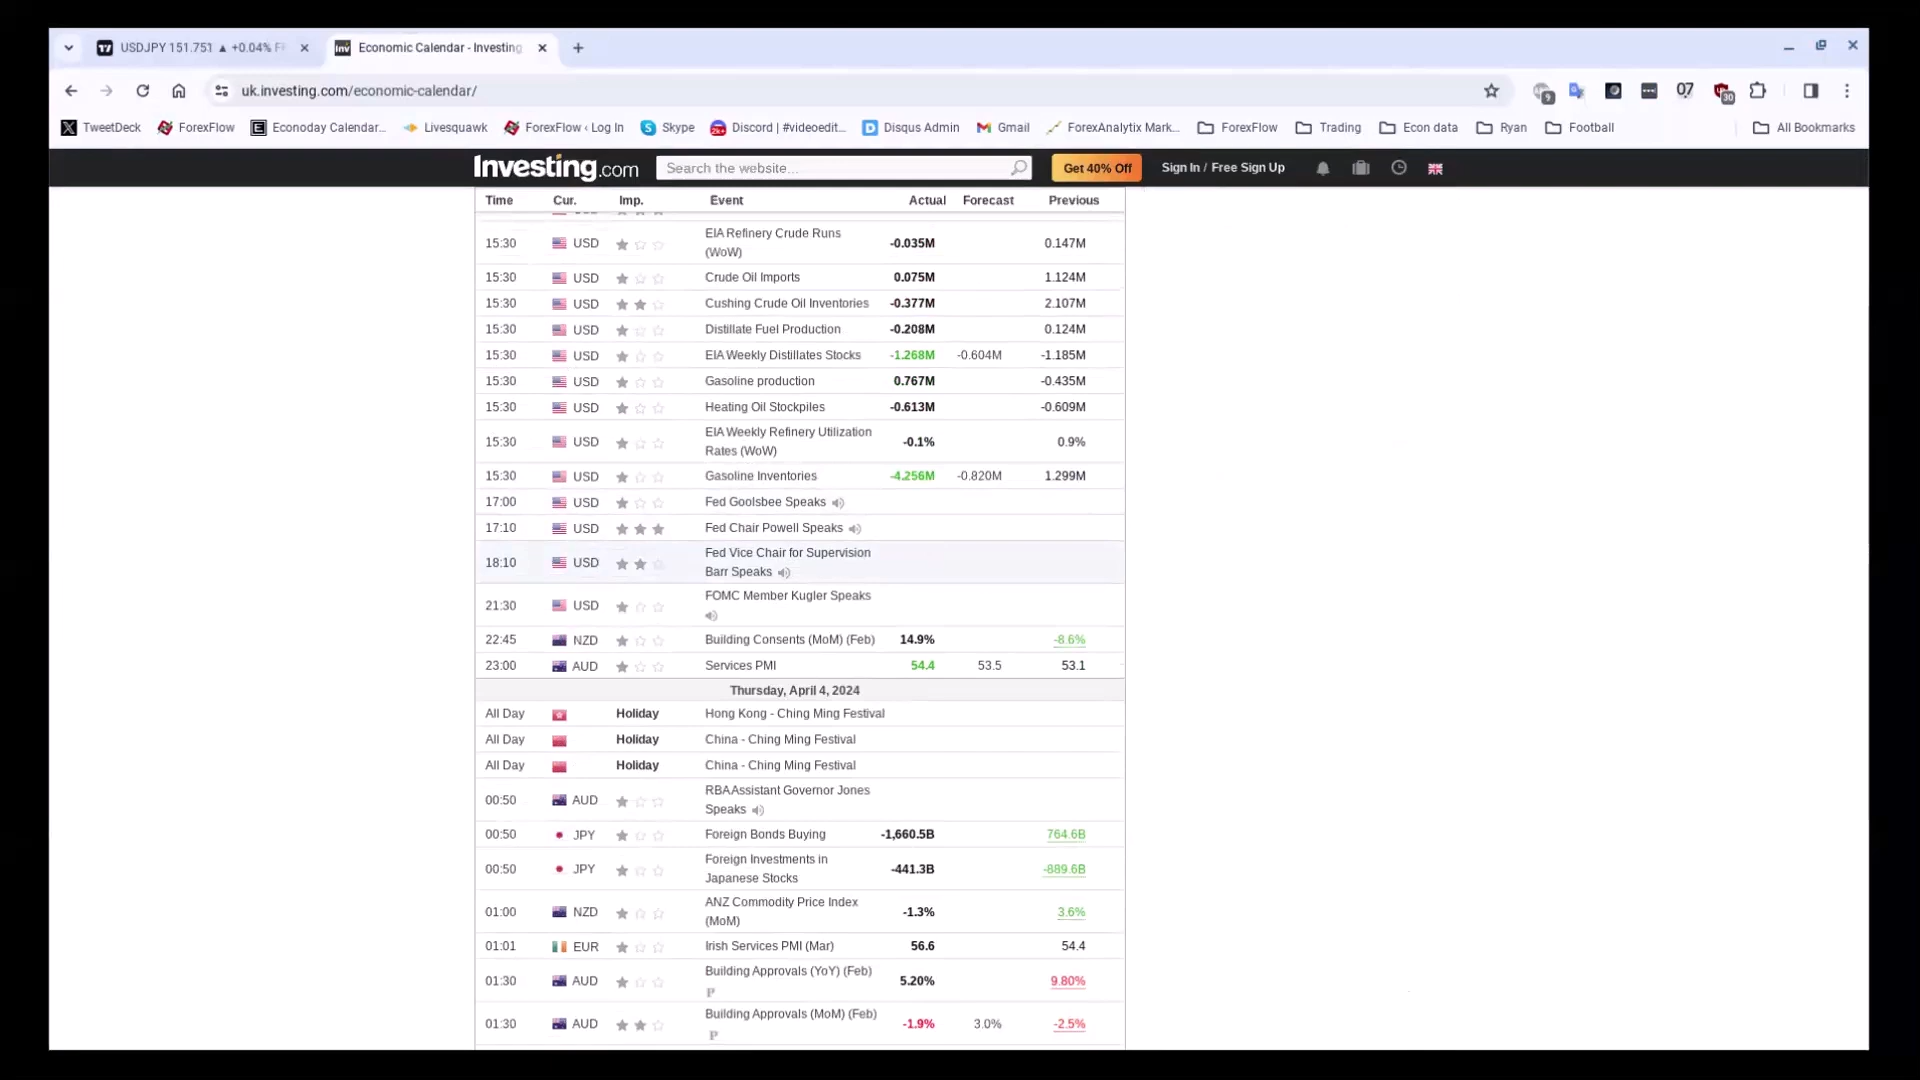 USDJPY 151.751 ▲ +0.04%
Economic Calendar - Investing
uk.investing.com/economic-calendar/
9
30
07
TweetDeck
ForexFlow
Econoday Calendar...
Livesquawk
ForexFlow ‹ Log In
Skype
Discord | #videoedit...
Disqus Admin
Gmail
ForexAnalytix Mark...
ForexFlow
Trading
Econ data
Ryan
Football
All Bookmarks
Investing.com
Search the website...
Get 40% Off
Sign In / Free Sign Up
Time Cur. Imp. Event Actual Forecast Previous
15:30 USD EIA Refinery Crude Runs (WoW) -0.035M 0.147M
15:30 USD Crude Oil Imports 0.075M 1.124M
15:30 USD Cushing Crude Oil Inventories -0.377M 2.107M
15:30 USD Distillate Fuel Production -0.208M 0.124M
15:30 USD EIA Weekly Distillates Stocks -1.268M -0.604M -1.185M
15:30 USD Gasoline production 0.767M -0.435M
15:30 USD Heating Oil Stockpiles -0.613M -0.609M
15:30 USD EIA Weekly Refinery Utilization Rates (WoW) -0.1% 0.9%
15:30 USD Gasoline Inventories -4.256M -0.820M 1.299M
17:00 USD Fed Goolsbee Speaks
17:10 USD Fed Chair Powell Speaks
18:10 USD Fed Vice Chair for Supervision Barr Speaks
21:30 USD FOMC Member Kugler Speaks
22:45 NZD Building Consents (MoM) (Feb) 14.9% -8.6%
23:00 AUD Services PMI 54.4 53.5 53.1
Thursday, April 4, 2024
All Day Holiday Hong Kong - Ching Ming Festival
All Day Holiday China - Ching Ming Festival
All Day Holiday China - Ching Ming Festival
00:50 AUD RBA Assistant Governor Jones Speaks
00:50 JPY Foreign Bonds Buying -1,660.5B 764.6B
00:50 JPY Foreign Investments in Japanese Stocks -441.3B -889.6B
01:00 NZD ANZ Commodity Price Index (MoM) -1.3% 3.6%
01:01 EUR Irish Services PMI (Mar) 56.6 54.4
01:30 AUD Building Approvals (YoY) (Feb) P 5.20% 9.80%
01:30 AUD Building Approvals (MoM) (Feb) P -1.9% 3.0% -2.5%